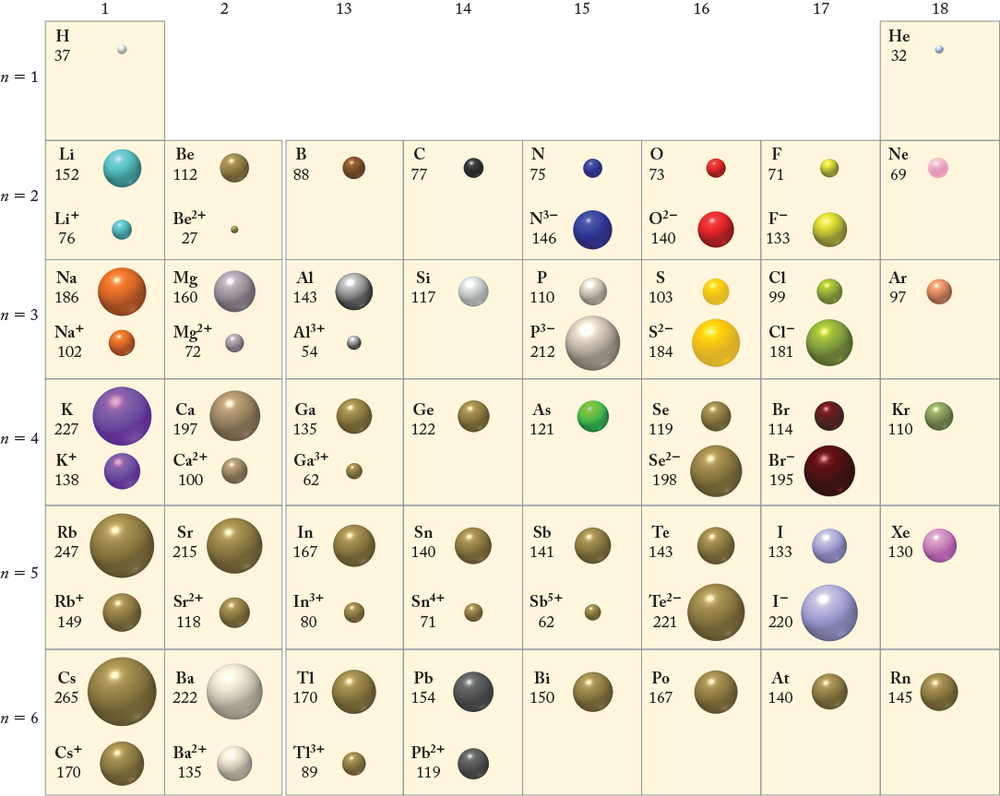 1 2 13 14 15 16 17 18
n = 1
H He
37 32
n = 2
Li Be B C N O F Ne
152 112 88 77 75 73 71 69
Li⁺ Be²⁺ N³⁻ O²⁻ F⁻
76 27 146 140 133
n = 3
Na Mg Al Si P S Cl Ar
186 160 143 117 110 103 99 97
Na⁺ Mg²⁺ Al³⁺ P³⁻ S²⁻ Cl⁻
102 72 54 212 184 181
n = 4
K Ca Ga Ge As Se Br Kr
227 197 135 122 121 119 114 110
K⁺ Ca²⁺ Ga³⁺ Se²⁻ Br⁻
138 100 62 198 195
n = 5
Rb Sr In Sn Sb Te I Xe
247 215 167 140 141 143 133 130
Rb⁺ Sr²⁺ In³⁺ Sn⁴⁺ Sb⁵⁺ Te²⁻ I⁻
149 118 80 71 62 221 220
n = 6
Cs Ba Tl Pb Bi Po At Rn
265 222 170 154 150 167 140 145
Cs⁺ Ba²⁺ Tl³⁺ Pb²⁺
170 135 89 119